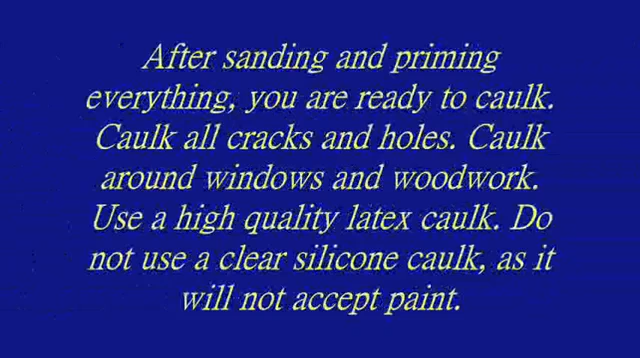 After sanding and priming
everything, you are ready to caulk.
Caulk all cracks and holes. Caulk
around windows and woodwork.
Use a high quality latex caulk. Do
not use a clear silicone caulk, as it
will not accept paint.